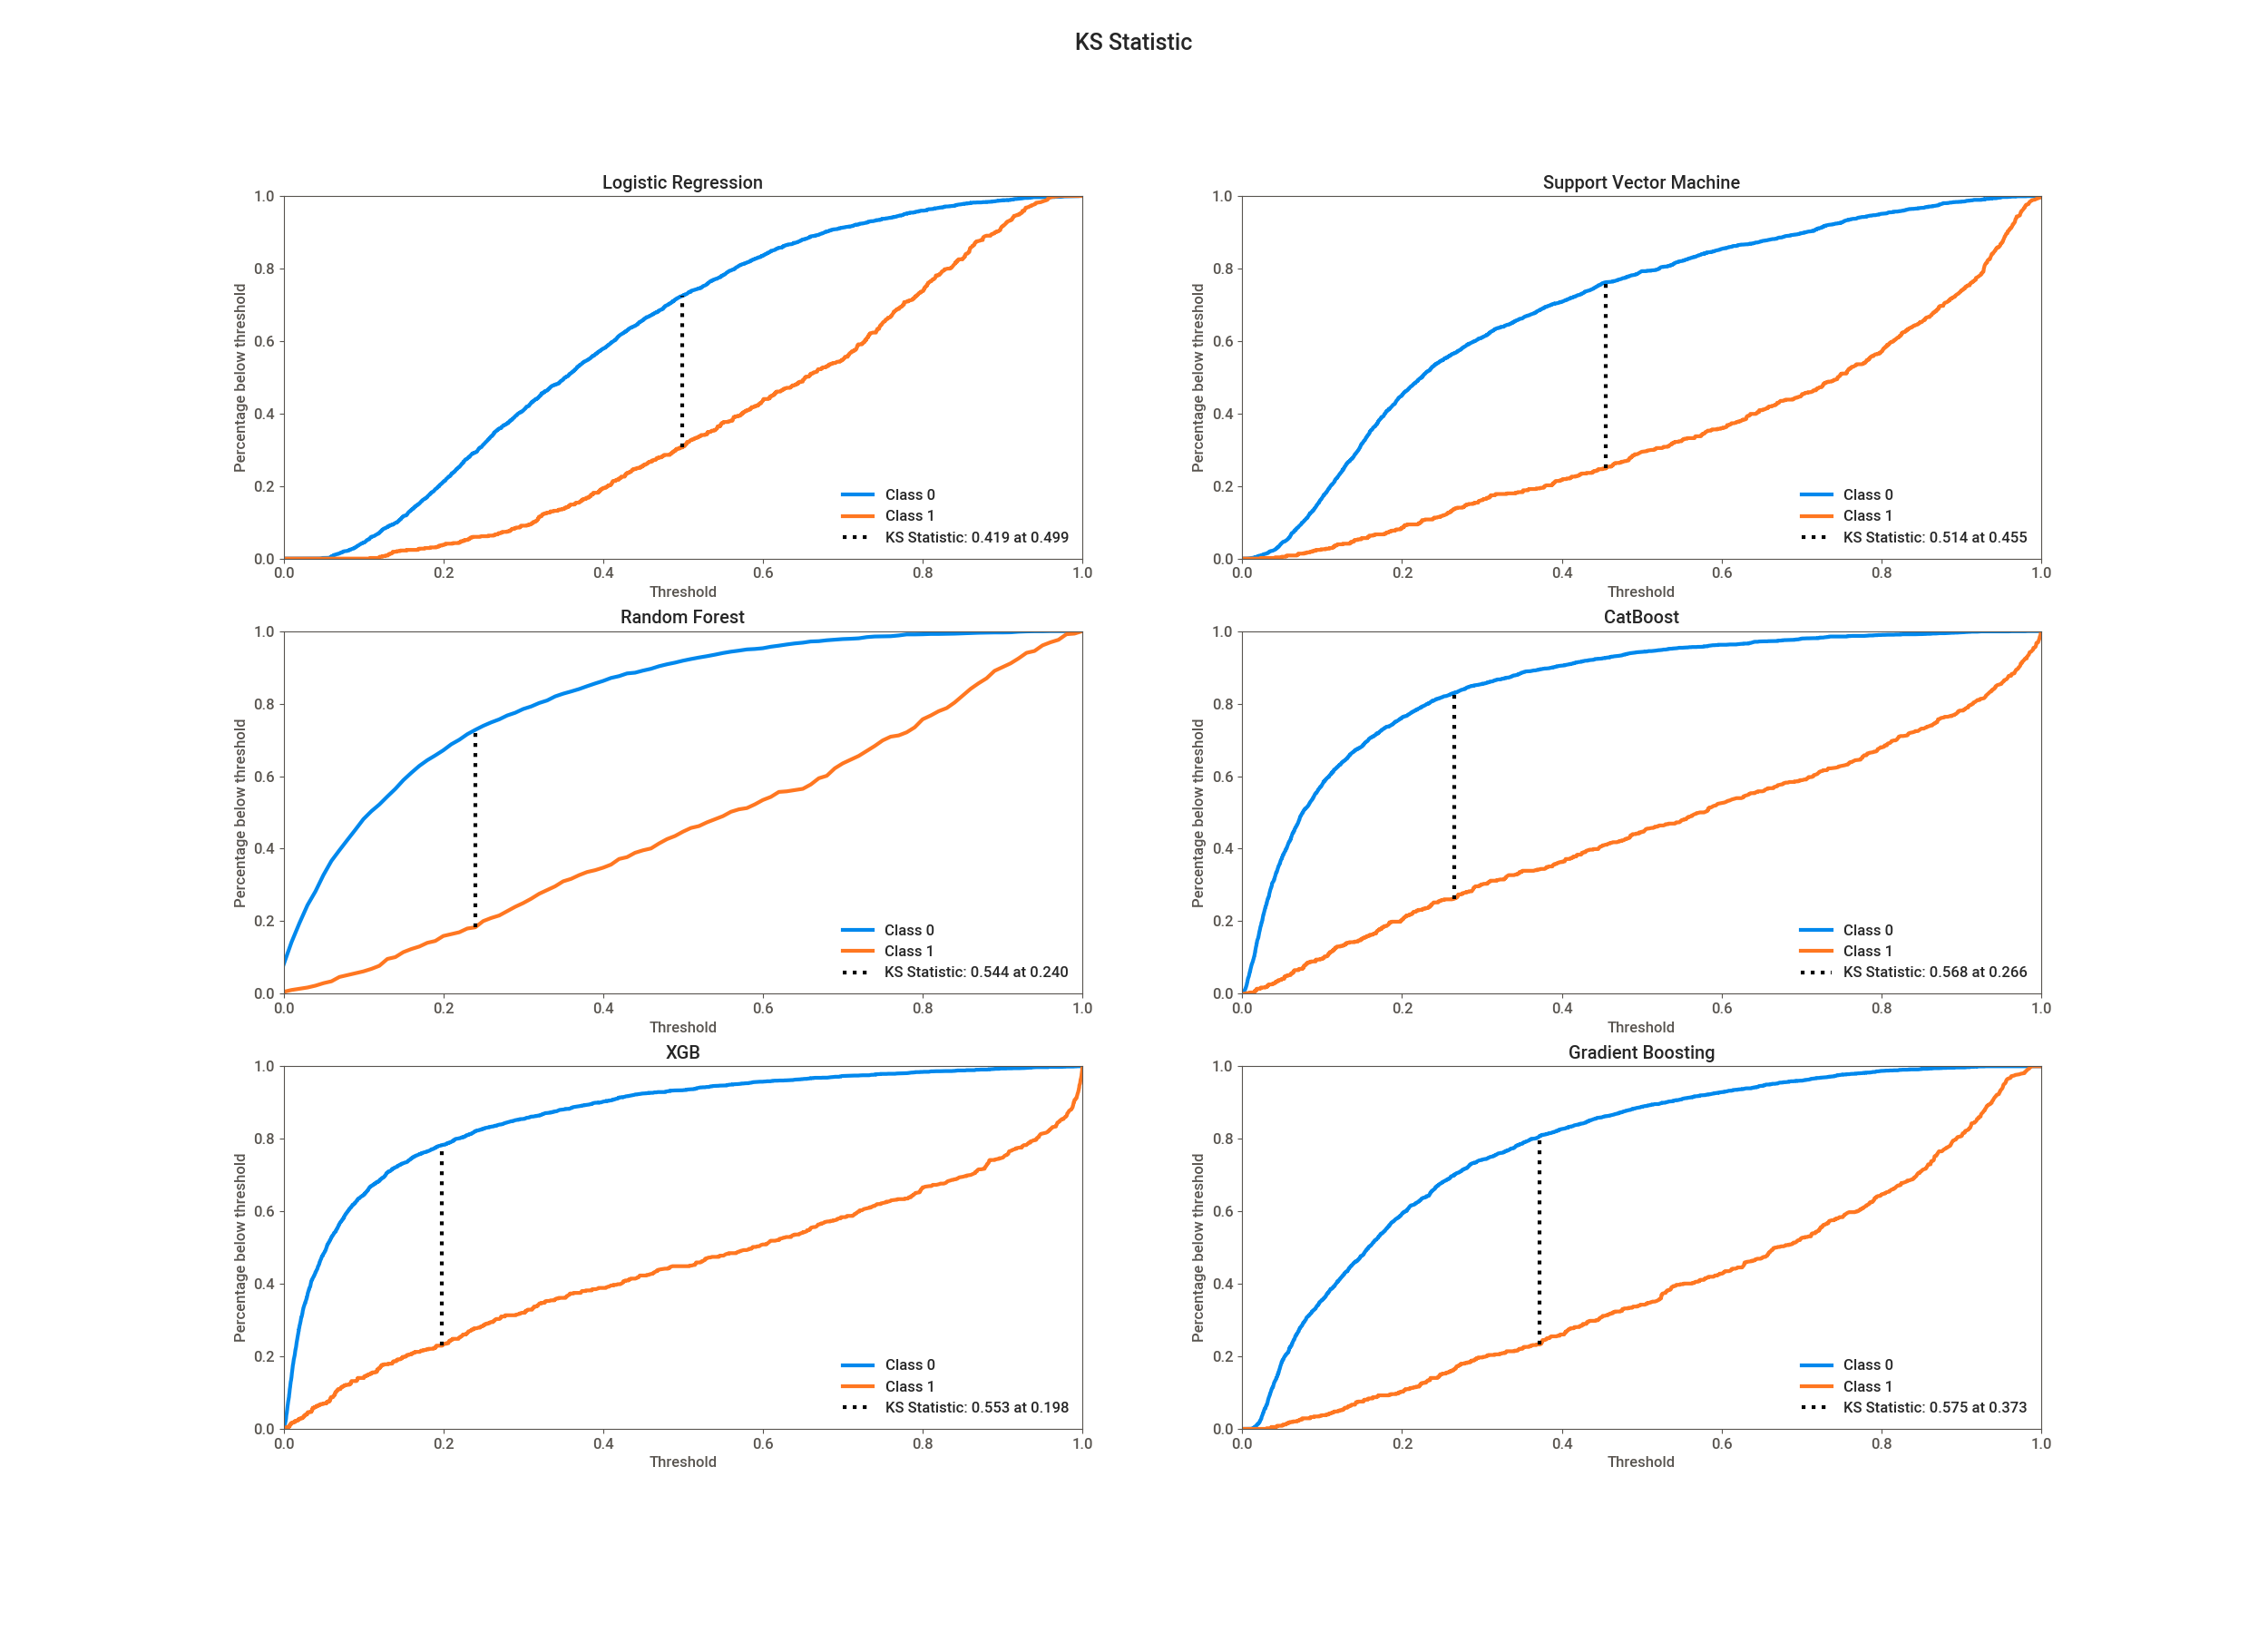 KS Statistic
Logistic Regression
1.0
0.8
0.6
0.4
0.2
0.0
Percentage below threshold
Class 0
Class 1
KS Statistic: 0.419 at 0.499
0.0 0.2 0.4 0.6 0.8 1.0
Threshold
Support Vector Machine
1.0
0.8
0.6
0.4
0.2
0.0
Percentage below threshold
Class 0
Class 1
KS Statistic: 0.514 at 0.455
0.0 0.2 0.4 0.6 0.8 1.0
Threshold
Random Forest
1.0
0.8
0.6
0.4
0.2
0.0
Percentage below threshold
Class 0
Class 1
KS Statistic: 0.544 at 0.240
0.0 0.2 0.4 0.6 0.8 1.0
Threshold
CatBoost
1.0
0.8
0.6
0.4
0.2
0.0
Percentage below threshold
Class 0
Class 1
KS Statistic: 0.568 at 0.266
0.0 0.2 0.4 0.6 0.8 1.0
Threshold
XGB
1.0
0.8
0.6
0.4
0.2
0.0
Percentage below threshold
Class 0
Class 1
KS Statistic: 0.553 at 0.198
0.0 0.2 0.4 0.6 0.8 1.0
Threshold
Gradient Boosting
1.0
0.8
0.6
0.4
0.2
0.0
Percentage below threshold
Class 0
Class 1
KS Statistic: 0.575 at 0.373
0.0 0.2 0.4 0.6 0.8 1.0
Threshold